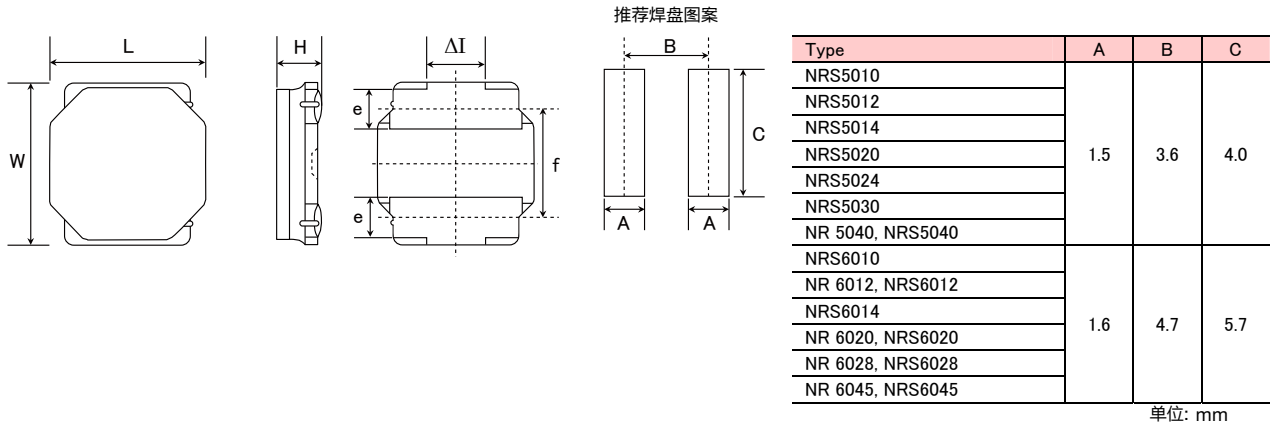 推荐焊盘图案
L
W
H
ΔI
e
e
f
B
C
A
A
Type A B C
NRS5010
NRS5012
NRS5014
NRS5020 1.5 3.6 4.0
NRS5024
NRS5030
NR 5040, NRS5040
NRS6010
NR 6012, NRS6012
NRS6014
NR 6020, NRS6020 1.6 4.7 5.7
NR 6028, NRS6028
NR 6045, NRS6045
单位: mm